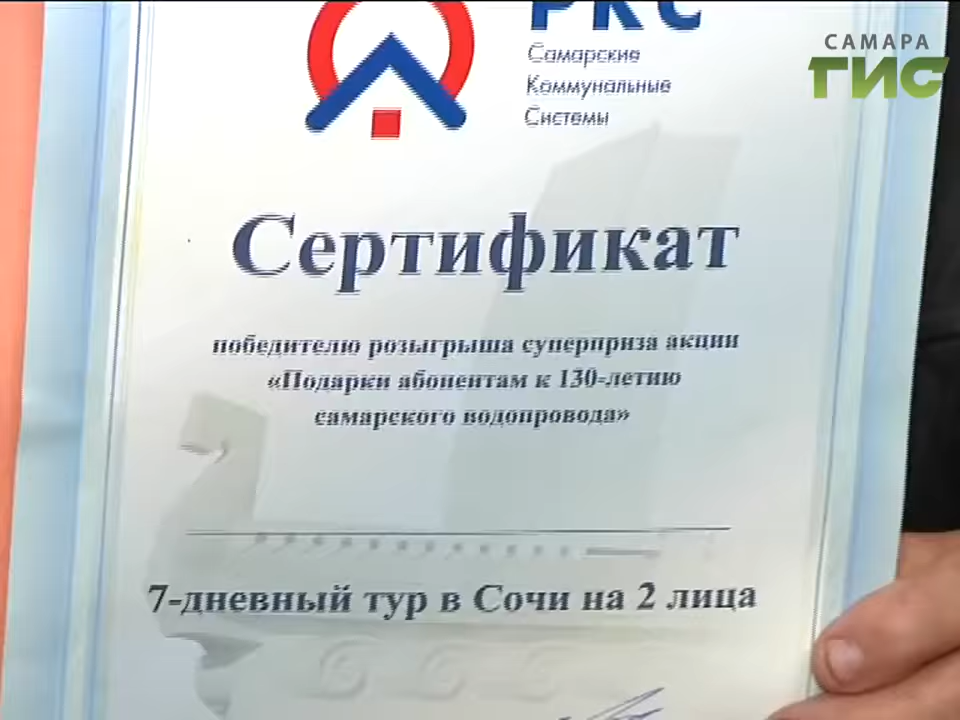 РКС
Самарские
Коммунальные
Системы
САМАРА
ГИС
Сертификат
победителю розыгрыша суперприза акции
«Подарки абонентам к 130-летию
самарского водопровода»
7-дневный тур в Сочи на 2 лица